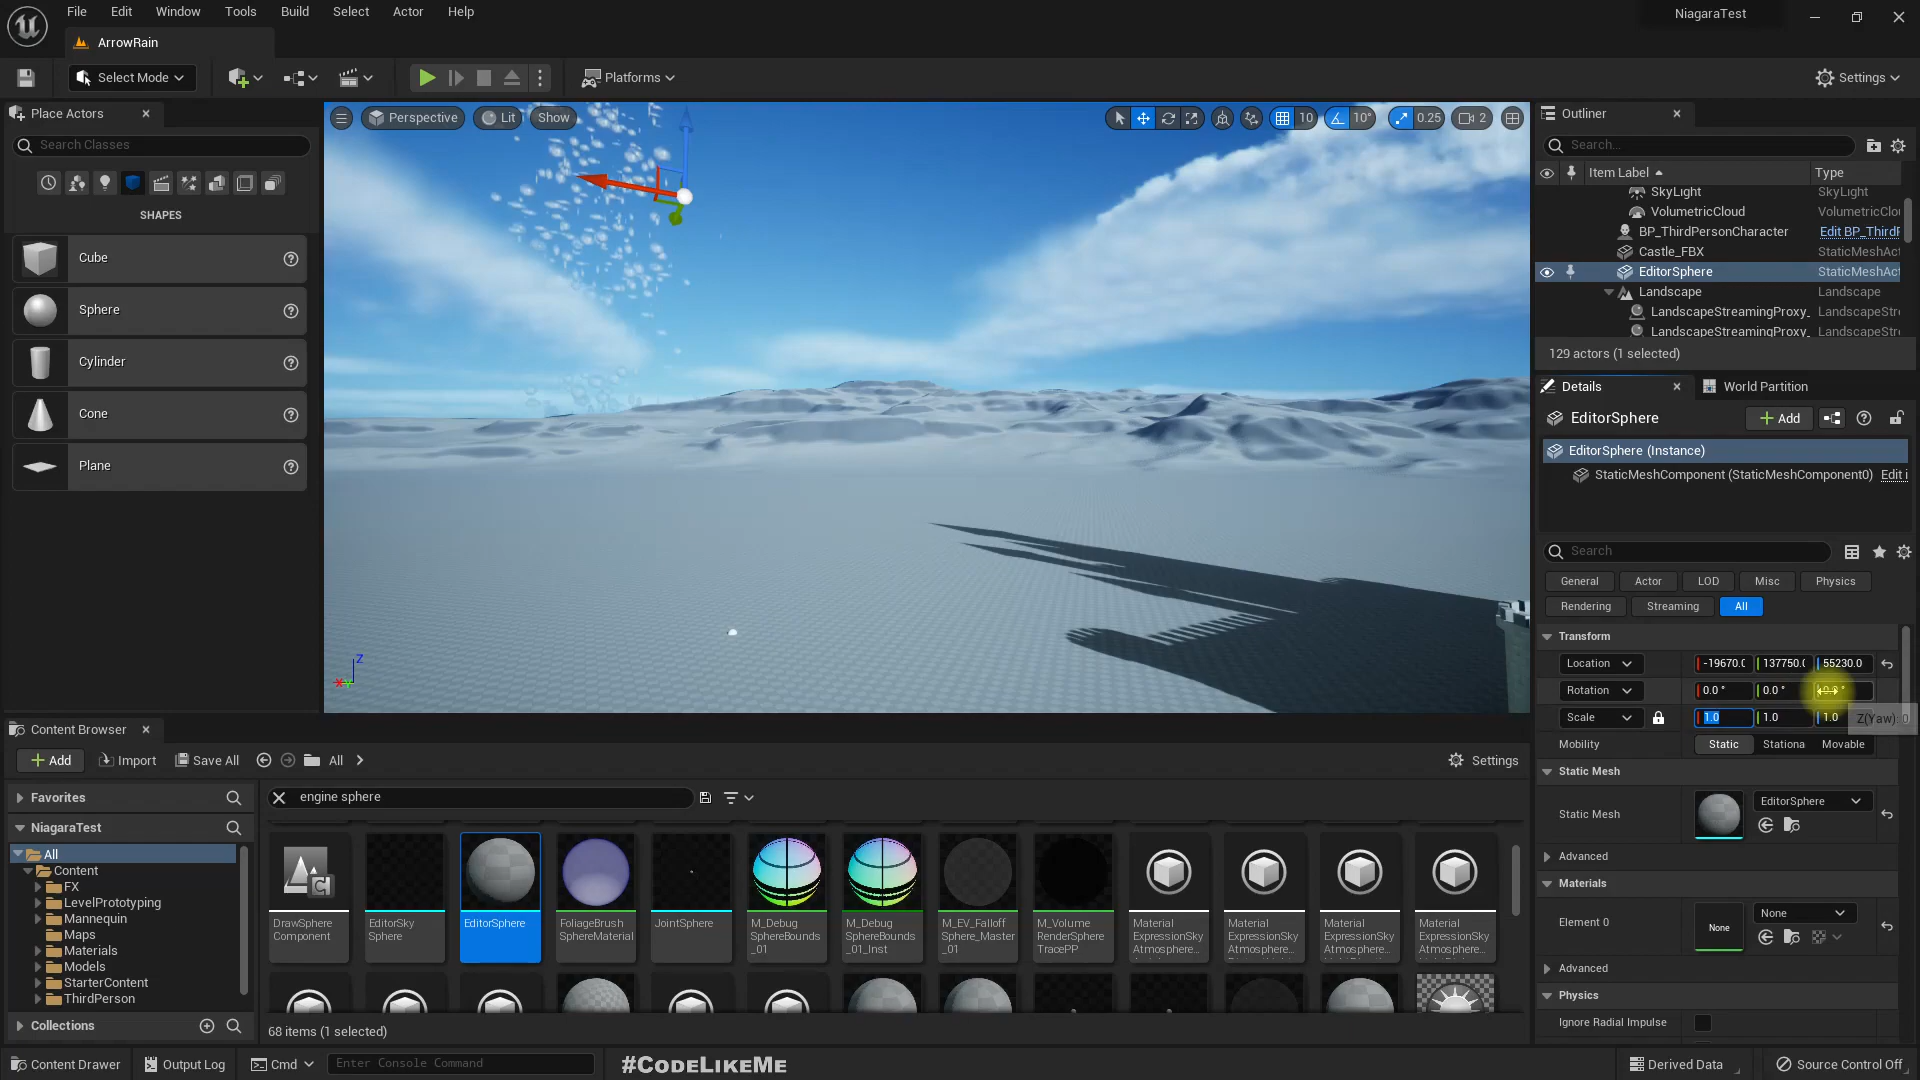 File Edit Window Tools Build Select Actor Help
NiagaraTest
ArrowRain
Select Mode
Platforms
Settings
Place Actors
Search Classes
SHAPES
Cube
Sphere
Cylinder
Cone
Plane
Perspective Lit Show
10 10° 0.25 2
Z
Outliner
Search...
Item Label Type
SkyLight SkyLight
VolumetricCloud VolumetricClou
BP_ThirdPersonCharacter Edit BP_ThirdF
Castle_FBX StaticMeshAct
EditorSphere StaticMeshAct
Landscape Landscape
LandscapeStreamingProxy_ LandscapeStre
LandscapeStreamingProxy_ LandscapeStre
129 actors (1 selected)
Details World Partition
EditorSphere Add
EditorSphere (Instance)
StaticMeshComponent (StaticMeshComponent0) Edit i
Search
General Actor LOD Misc Physics
Rendering Streaming All
Transform
Location -19670.0 137750.0 55230.0
Rotation 0.0 ° 0.0 °
Scale 1.0 1.0 1.0
Z(Yaw): 0
Mobility Static Stationa Movable
Static Mesh
Static Mesh EditorSphere
Advanced
Materials
Element 0 None None
Advanced
Physics
Ignore Radial Impulse
Content Browser
Add Import Save All All Settings
Favorites
NiagaraTest
All
Content
FX
LevelPrototyping
Mannequin
Maps
Materials
Models
StarterContent
ThirdPerson
Collections
engine sphere
DrawSphere
Component
EditorSky
Sphere
EditorSphere
FoliageBrush
SphereMaterial
JointSphere
M_Debug
SphereBounds
_01
M_Debug
SphereBounds
_01_Inst
M_EV_Falloff
Sphere_Master
_01
M_Volume
RenderSphere
TracePP
Material
ExpressionSky
Atmosphere...
Material
ExpressionSky
Atmosphere...
Material
ExpressionSky
Atmosphere...
Material
ExpressionSky
Atmosphere...
68 items (1 selected)
Content Drawer Output Log Cmd Enter Console Command
#CodeLikeMe
Derived Data Source Control Off